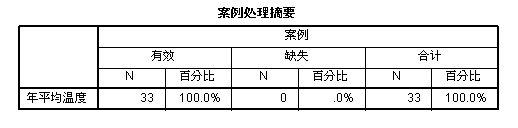 案例处理摘要
案例
有效 缺失 合计
N 百分比 N 百分比 N 百分比
年平均温度 33 100.0% 0 .0% 33 100.0%